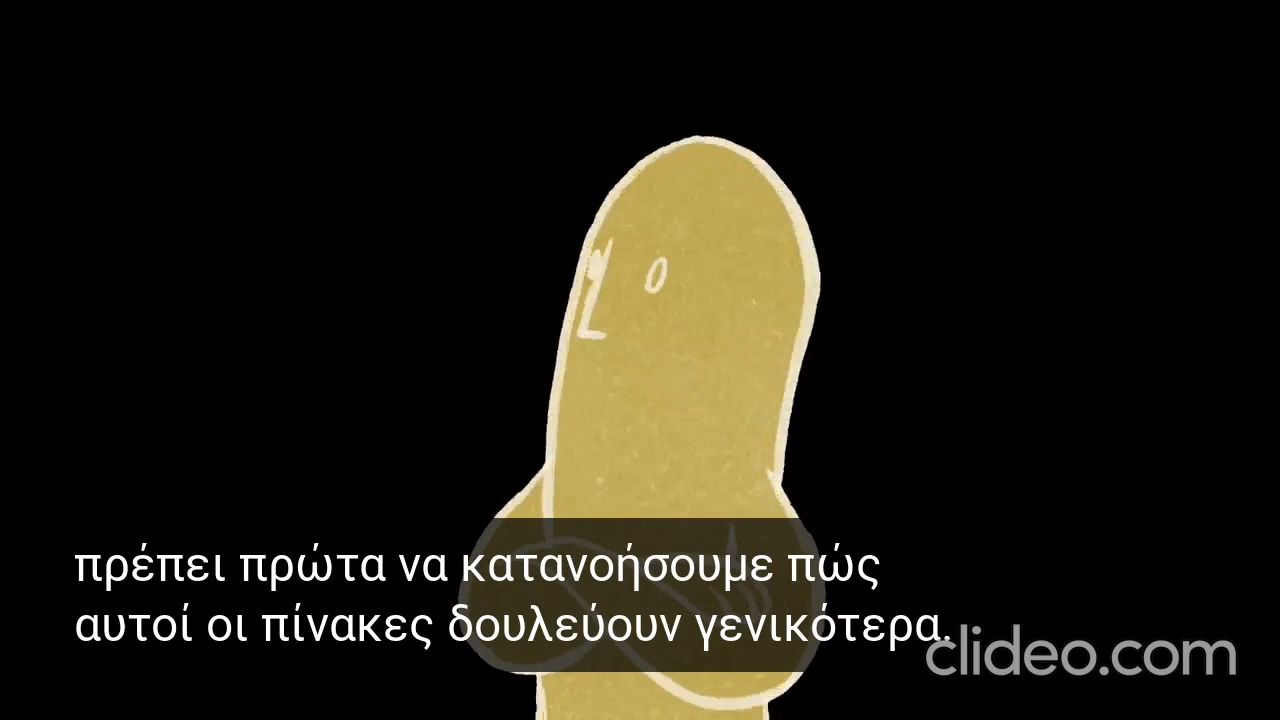 πρέπει πρώτα να κατανοήσουμε πώς
αυτοί οι πίνακες δουλεύουν γενικότερα.
clideo.com